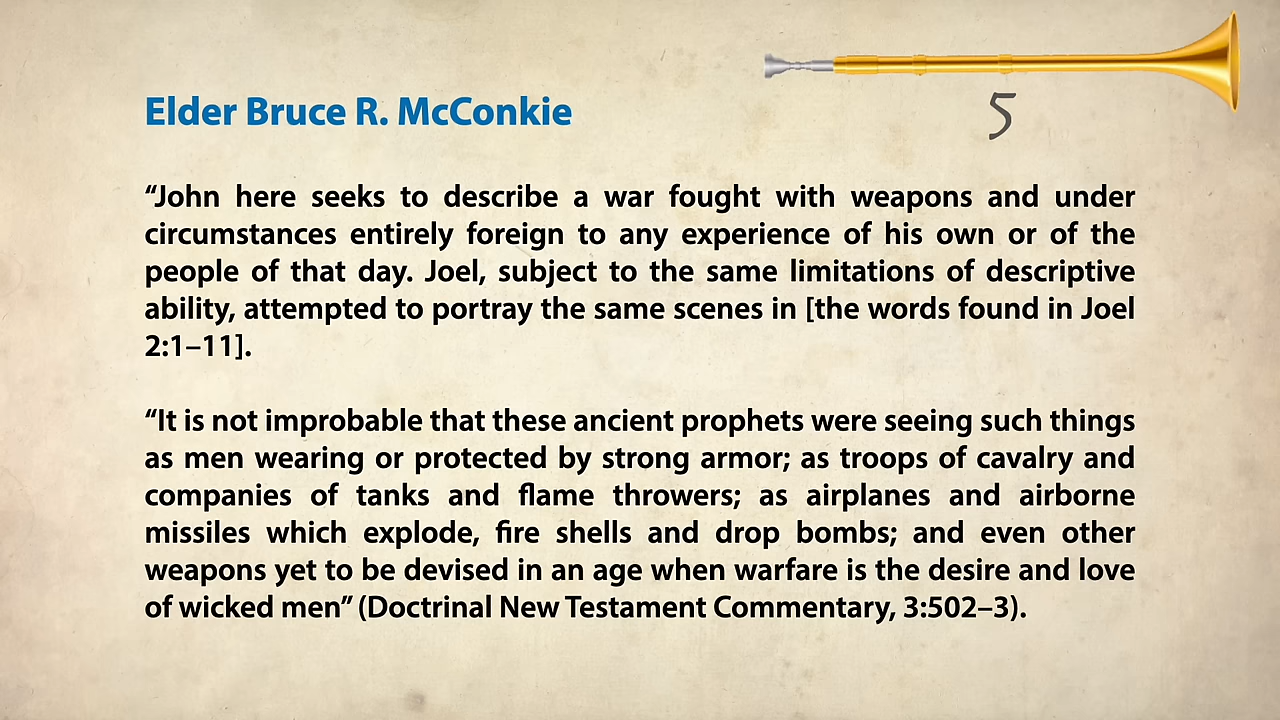 5
Elder Bruce R. McConkie
“John here seeks to describe a war fought with weapons and under
circumstances entirely foreign to any experience of his own or of the
people of that day. Joel, subject to the same limitations of descriptive
ability, attempted to portray the same scenes in [the words found in Joel
2:1–11].
“It is not improbable that these ancient prophets were seeing such things
as men wearing or protected by strong armor; as troops of cavalry and
companies of tanks and flame throwers; as airplanes and airborne
missiles which explode, fire shells and drop bombs; and even other
weapons yet to be devised in an age when warfare is the desire and love
of wicked men” (Doctrinal New Testament Commentary, 3:502–3).